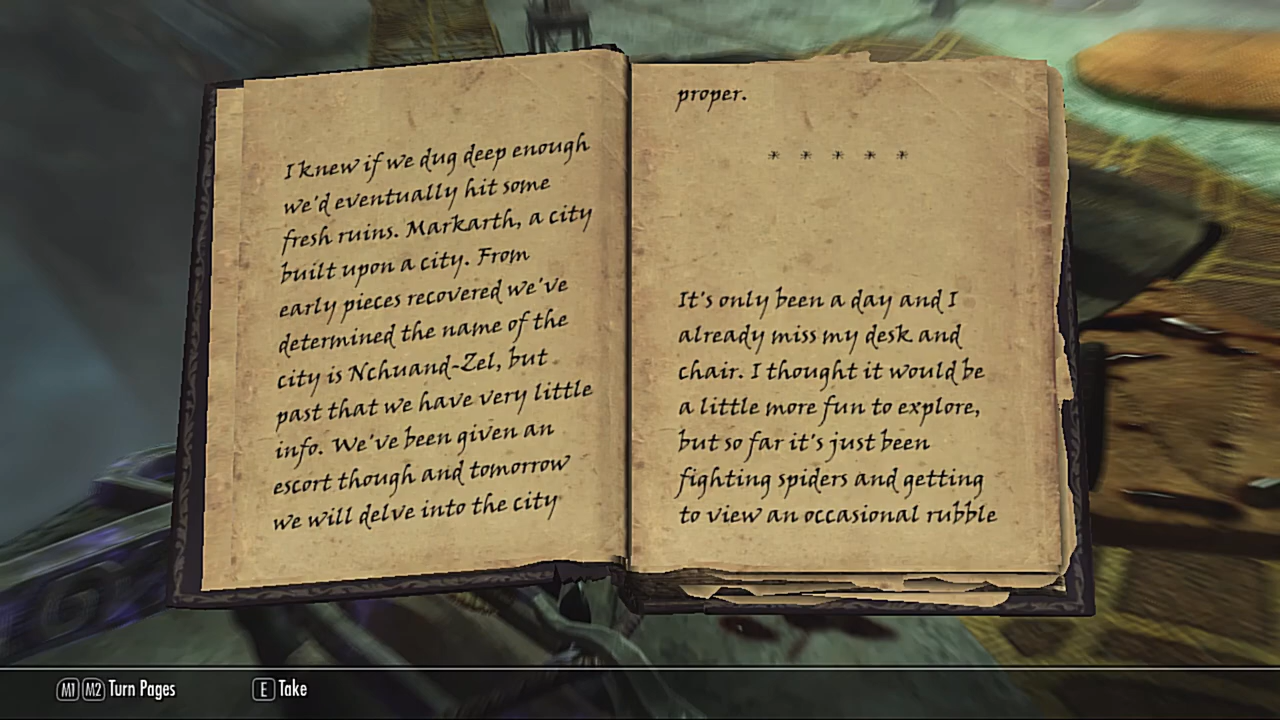 I knew if we dug deep enough
we'd eventually hit some
fresh ruins. Markarth, a city
built upon a city. From
early pieces recovered we've
determined the name of the
city is Nchuand-Zel, but
past that we have very little
info. We've been given an
escort though and tomorrow
we will delve into the city
proper.
* * * * *
It's only been a day and I
already miss my desk and
chair. I thought it would be
a little more fun to explore,
but so far it's just been
fighting spiders and getting
to view an occasional rubble
M1 M2 Turn Pages E Take